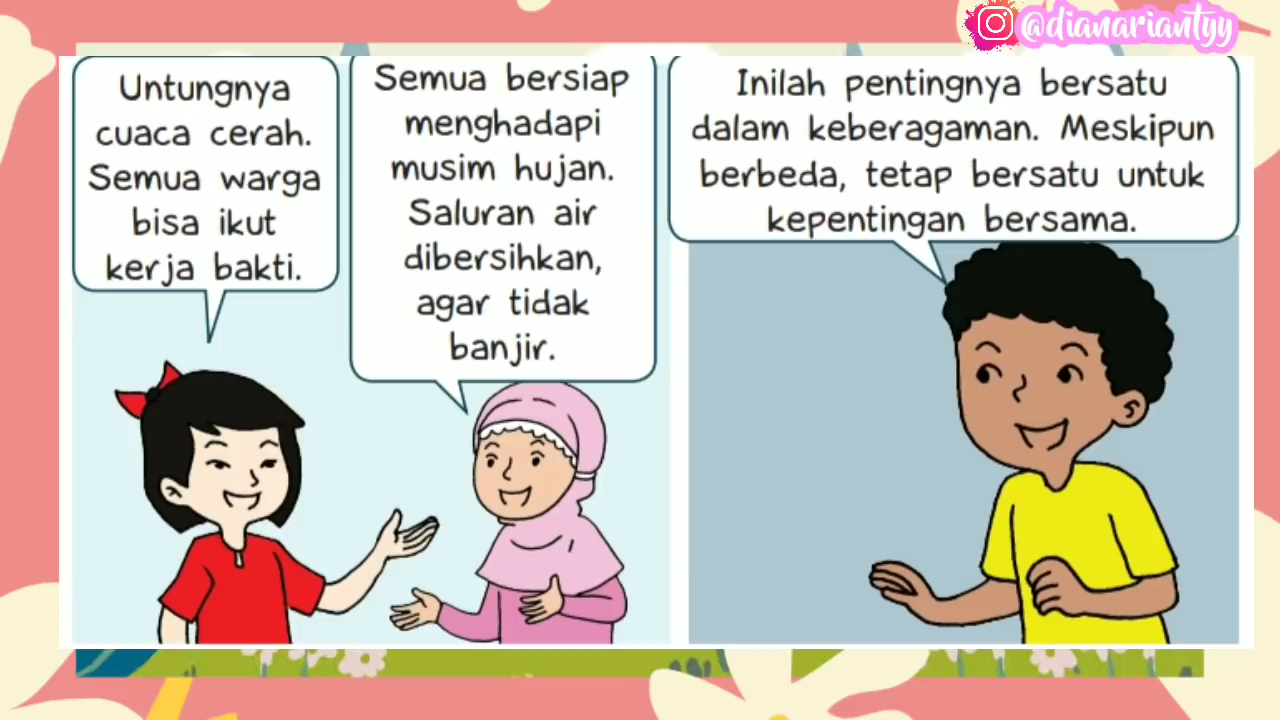 @dianariantyy
Untungnya
cuaca cerah.
Semua warga
bisa ikut
kerja bakti.
Semua bersiap
menghadapi
musim hujan.
Saluran air
dibersihkan,
agar tidak
banjir.
Inilah pentingnya bersatu
dalam keberagaman. Meskipun
berbeda, tetap bersatu untuk
kepentingan bersama.